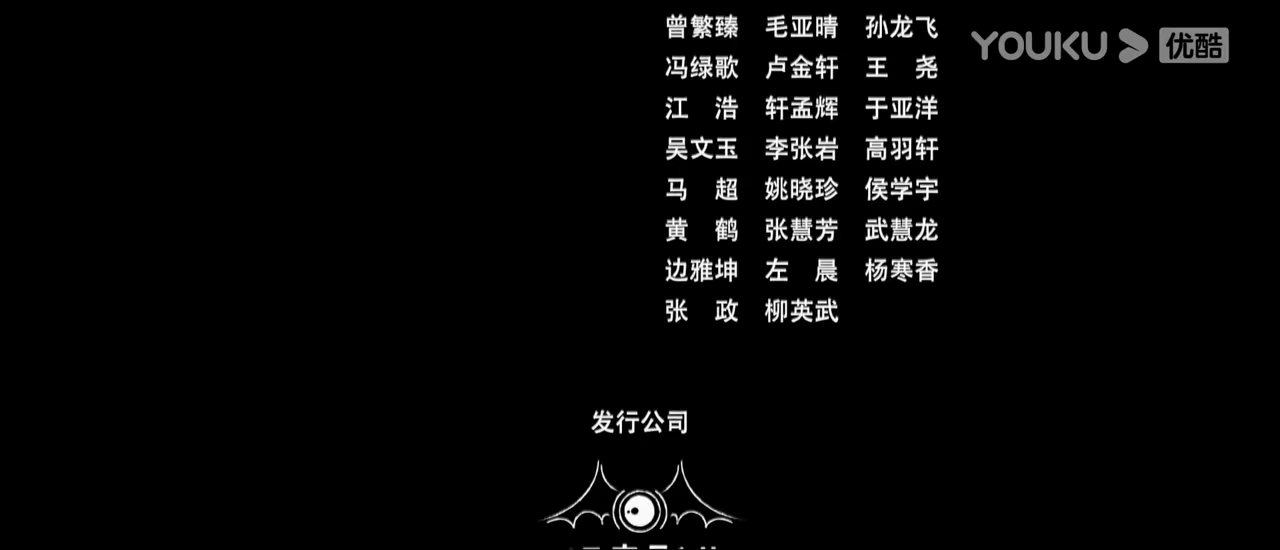 曾繁臻 毛亚晴 孙龙飞
YOUKU 优酷
冯绿歌 卢金轩 王 尧
江 浩 轩孟辉 于亚洋
吴文玉 李张岩 高羽轩
马 超 姚晓珍 侯学宇
黄 鹤 张慧芳 武慧龙
边雅坤 左 晨 杨寒香
张 政 柳英武
发行公司